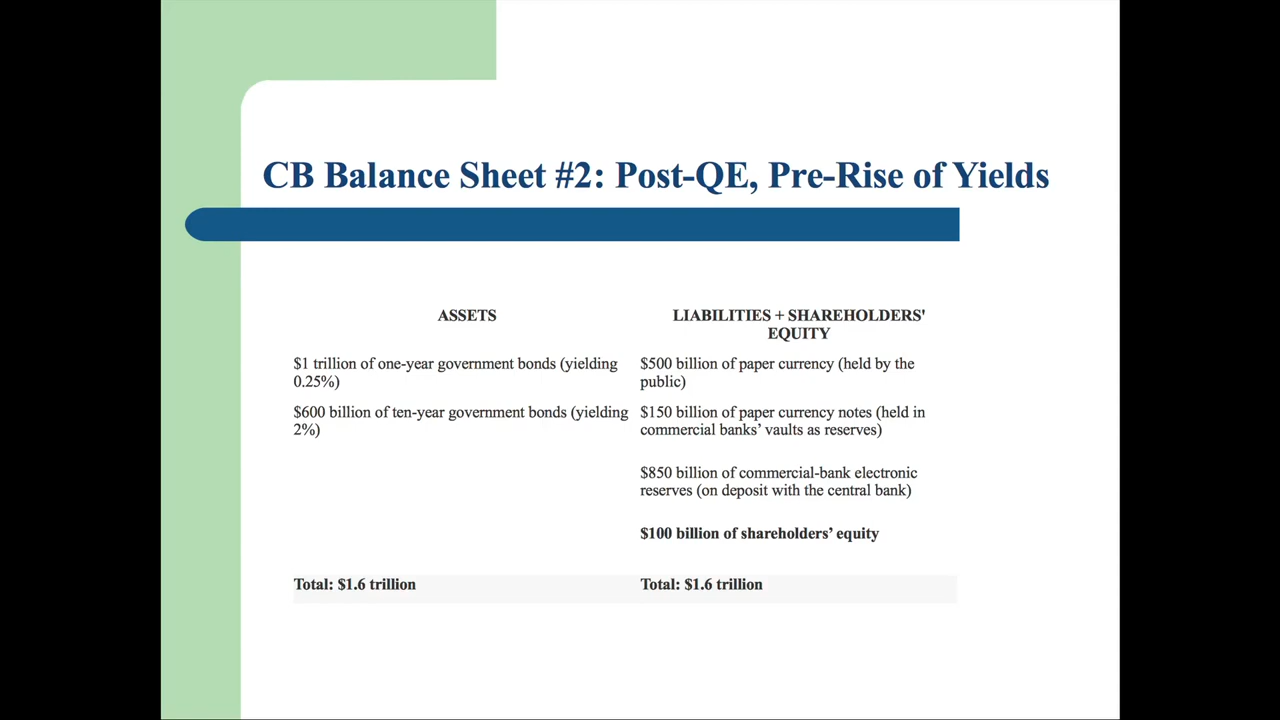 CB Balance Sheet #2: Post-QE, Pre-Rise of Yields
ASSETS
LIABILITIES + SHAREHOLDERS'
EQUITY
$1 trillion of one-year government bonds (yielding
0.25%)
$500 billion of paper currency (held by the
public)
$600 billion of ten-year government bonds (yielding
2%)
$150 billion of paper currency notes (held in
commercial banks’ vaults as reserves)
$850 billion of commercial-bank electronic
reserves (on deposit with the central bank)
$100 billion of shareholders’ equity
Total: $1.6 trillion
Total: $1.6 trillion